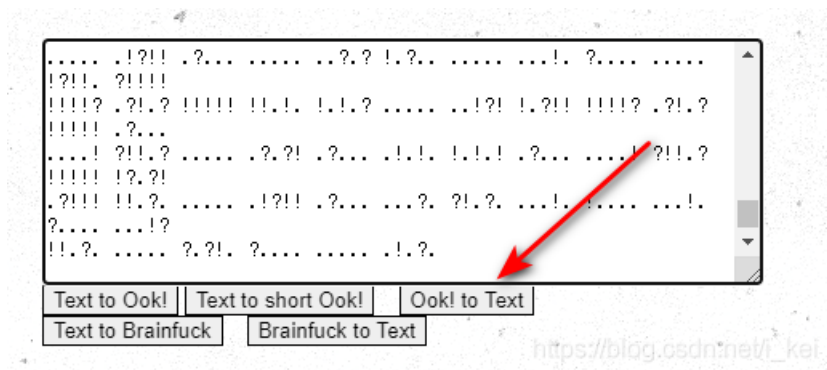 ..... .!?!! .?... ..... ..?.? !.?.. ..... ...!. ?.... .....
!?!!. ?!!!!
!!!!? .?!.? !!!!! !!.!. !.!.? ..... ..!?! !.?!! !!!!? .?!.?
!!!!! .?...
....! ?!!.? ..... .?.?! .?... .!.!. !.!.! .?... ....! ?!!.?
!!!!! !?.?!
.?!!! !!.?. ..... .!?!! .?... ...?. ?!.?. ...!. !.... ...!.
?.... ...!?
!!.?. ..... ?.?!. ?.... ..... .!.?.
Text to Ook! Text to short Ook! Ook! to Text
Text to Brainfuck Brainfuck to Text
https://blog.csdn.net/i_kei